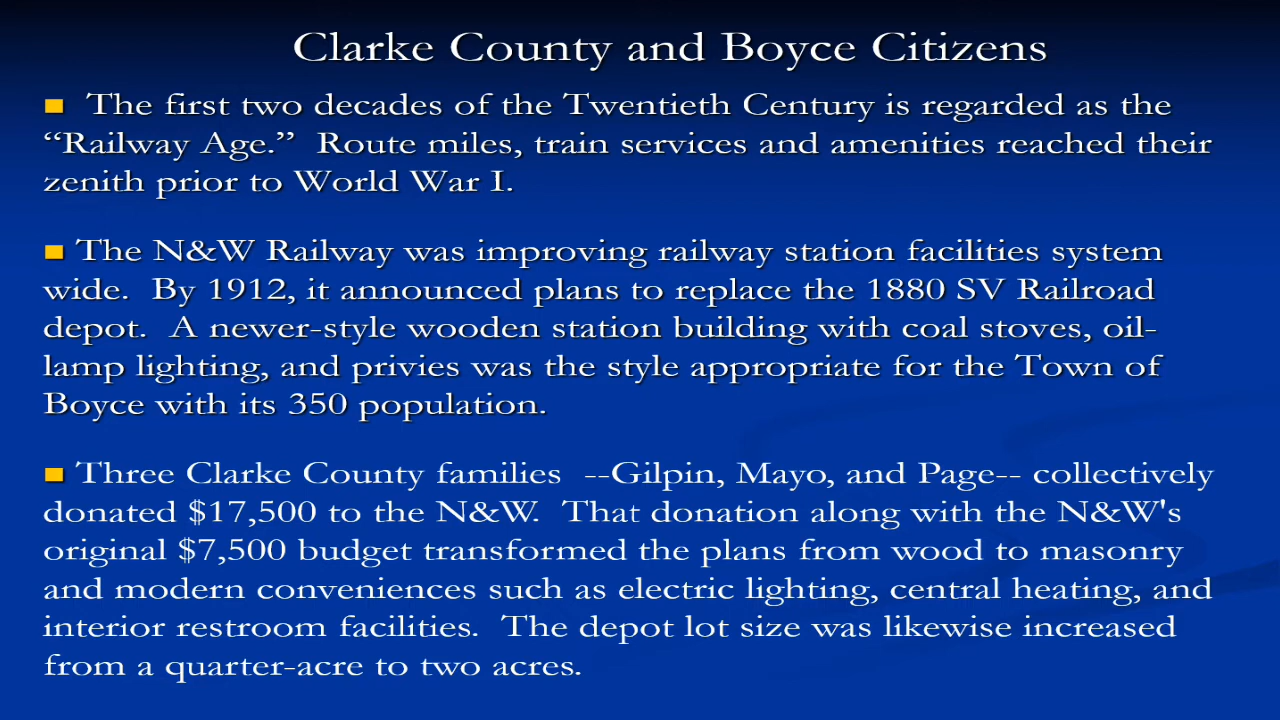 Clarke County and Boyce Citizens
The first two decades of the Twentieth Century is regarded as the
“Railway Age.”  Route miles, train services and amenities reached their
zenith prior to World War I.
The N&W Railway was improving railway station facilities system
wide.  By 1912, it announced plans to replace the 1880 SV Railroad
depot.  A newer-style wooden station building with coal stoves, oil-
lamp lighting, and privies was the style appropriate for the Town of
Boyce with its 350 population.
Three Clarke County families  --Gilpin, Mayo, and Page-- collectively
donated $17,500 to the N&W.  That donation along with the N&W's
original $7,500 budget transformed the plans from wood to masonry
and modern conveniences such as electric lighting, central heating, and
interior restroom facilities.  The depot lot size was likewise increased
from a quarter-acre to two acres.